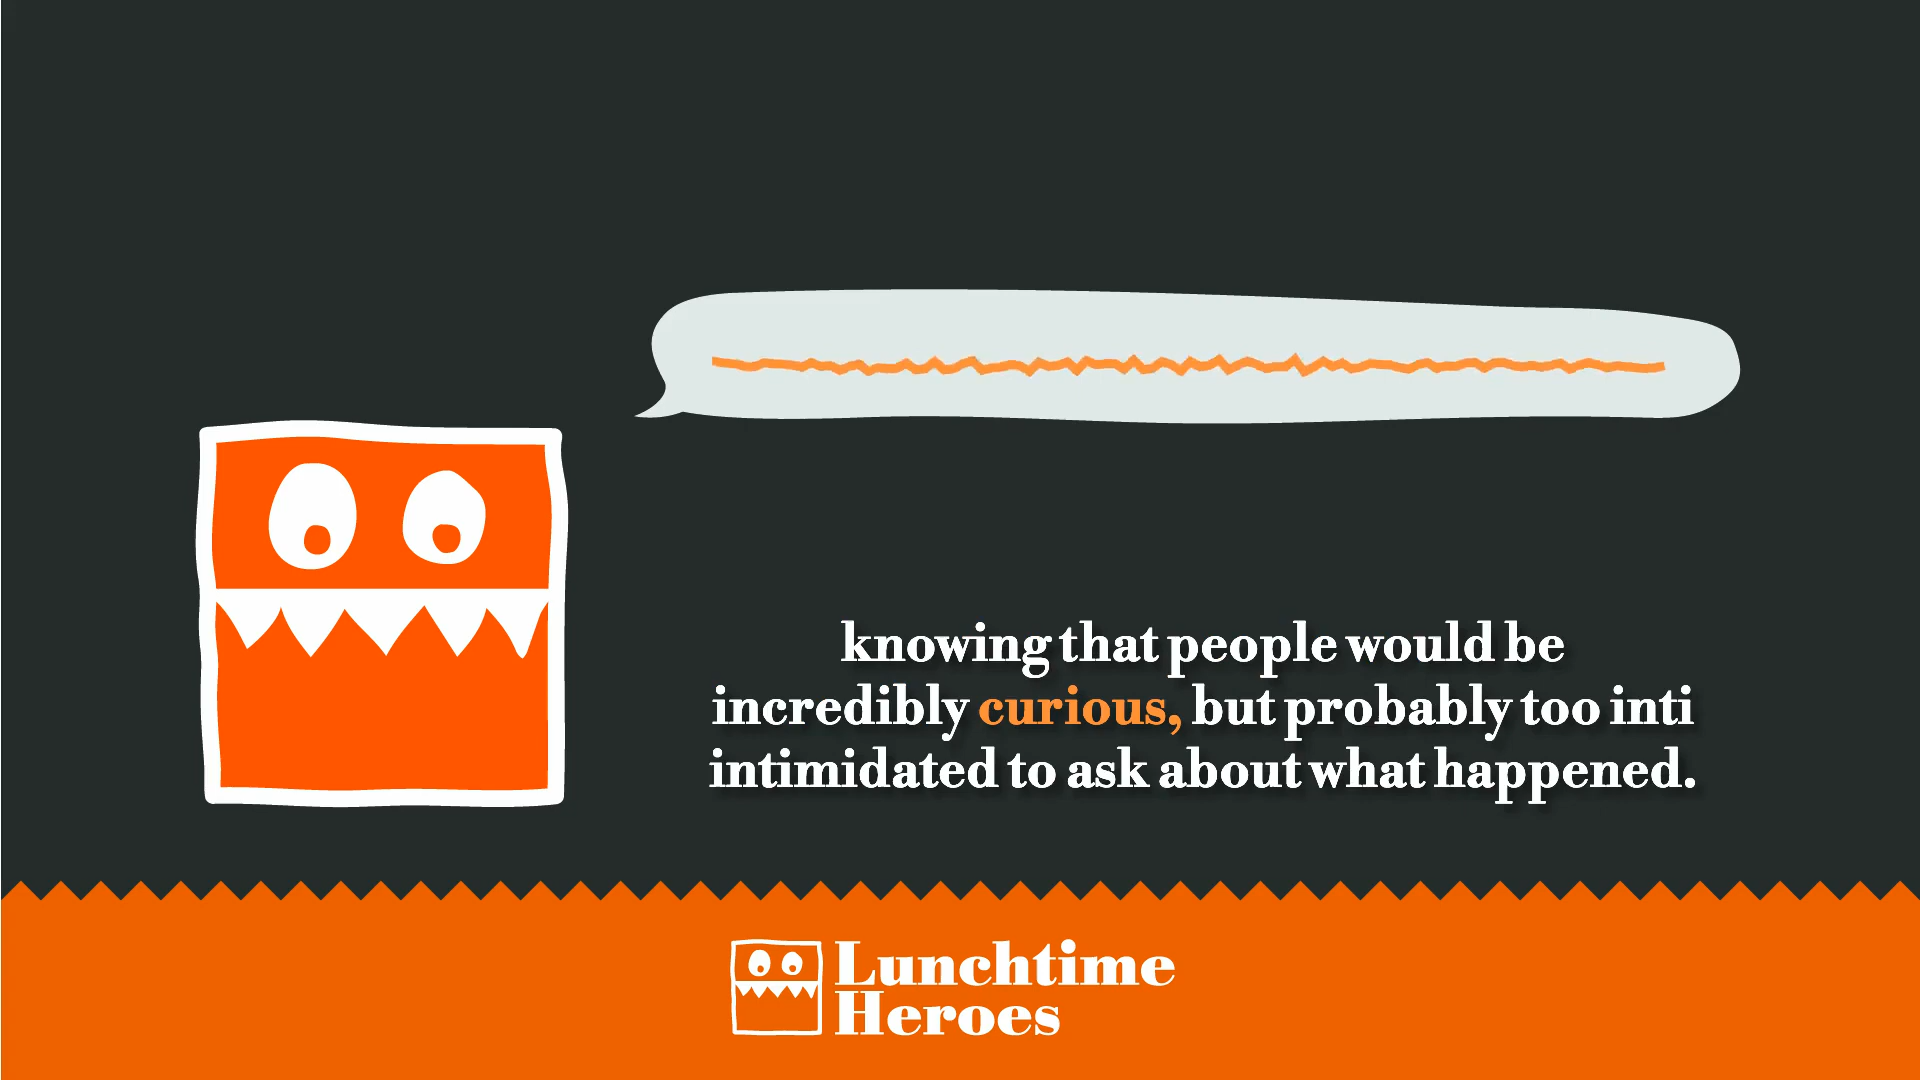 knowing that people would be
incredibly curious, but probably too inti
intimidated to ask about what happened.
Lunchtime
Heroes